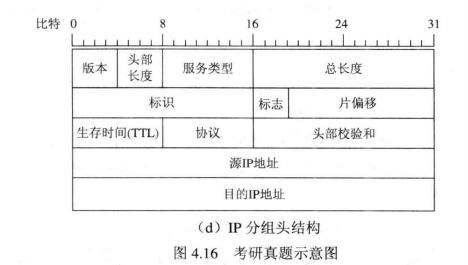 比特 0 8 16 24 31
版本 头部长度 服务类型 总长度
标识 标志 片偏移
生存时间(TTL) 协议 头部校验和
源IP地址
目的IP地址
（d）IP 分组头结构
图 4.16 考研真题示意图